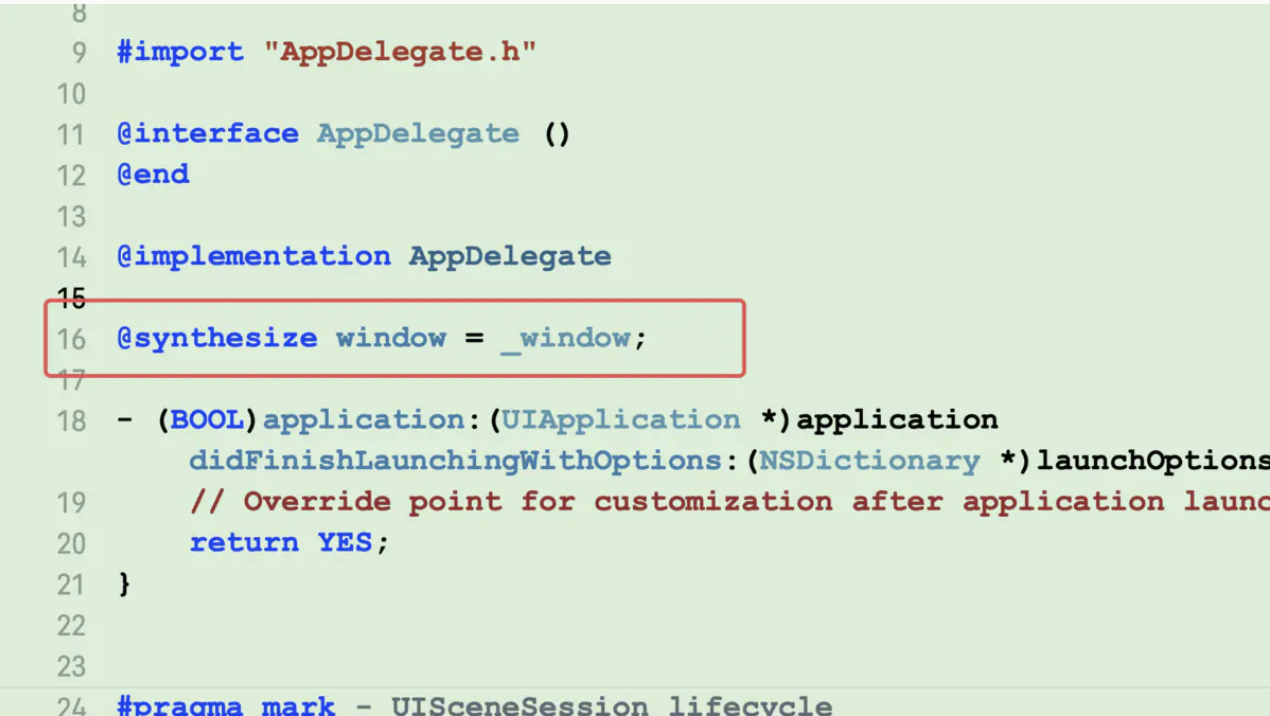 8
9 #import "AppDelegate.h"
10
11 @interface AppDelegate ()
12 @end
13
14 @implementation AppDelegate
15
16 @synthesize window = _window;
17
18 - (BOOL)application:(UIApplication *)application
didFinishLaunchingWithOptions:(NSDictionary *)launchOptions
19 // Override point for customization after application launc
20 return YES;
21 }
22
23
24 #pragma mark - UISceneSession lifecycle